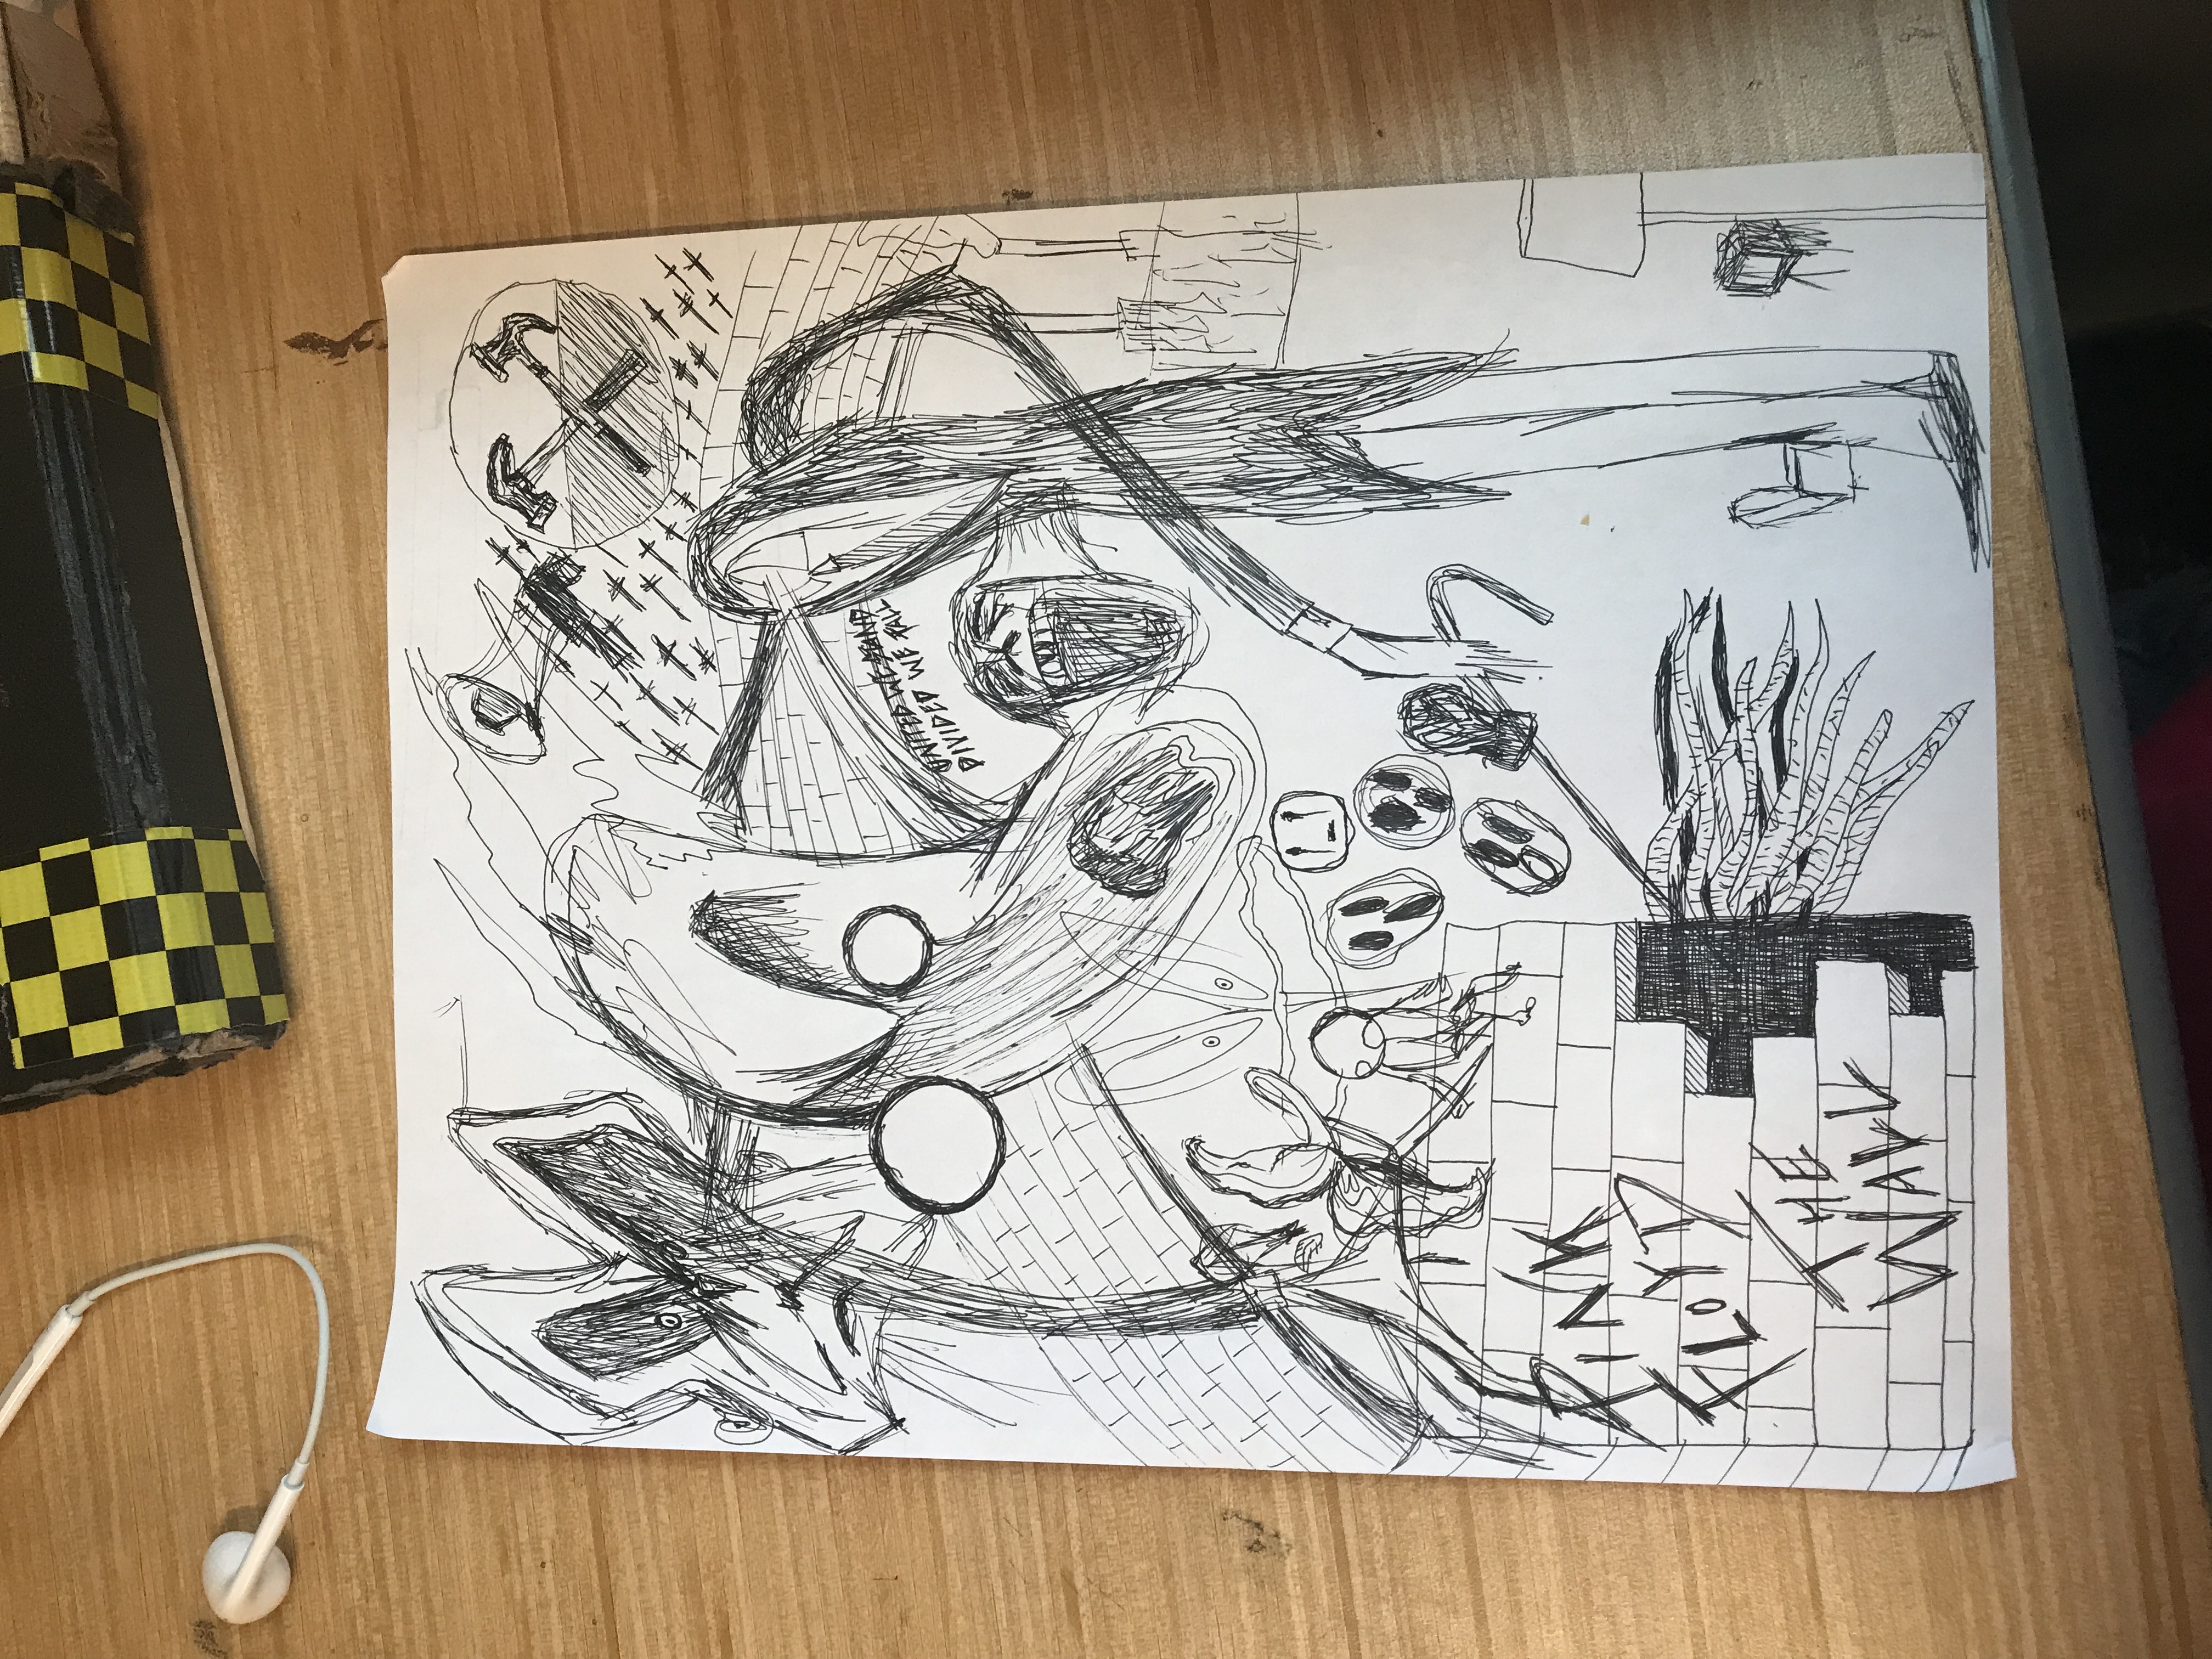 UNITED WE STAND
DIVIDED WE FALL
PINK
FLOYD
THE
WALL